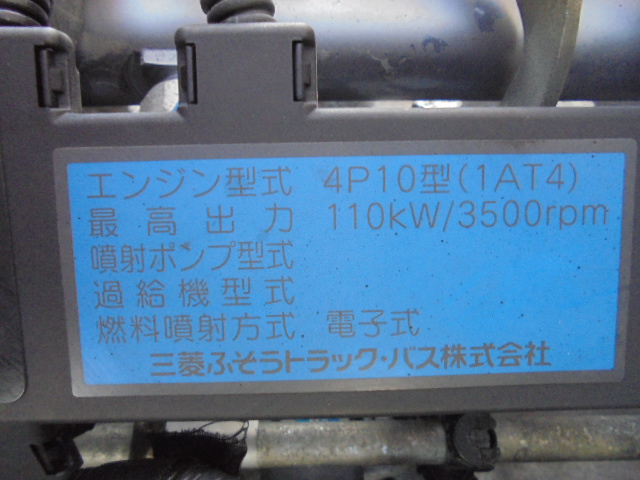 エンジン型式 4P10型(1AT4)
最高出力 110kW/3500rpm
噴射ポンプ型式
過給機型式
燃料噴射方式 電子式
三菱ふそうトラック・バス株式会社